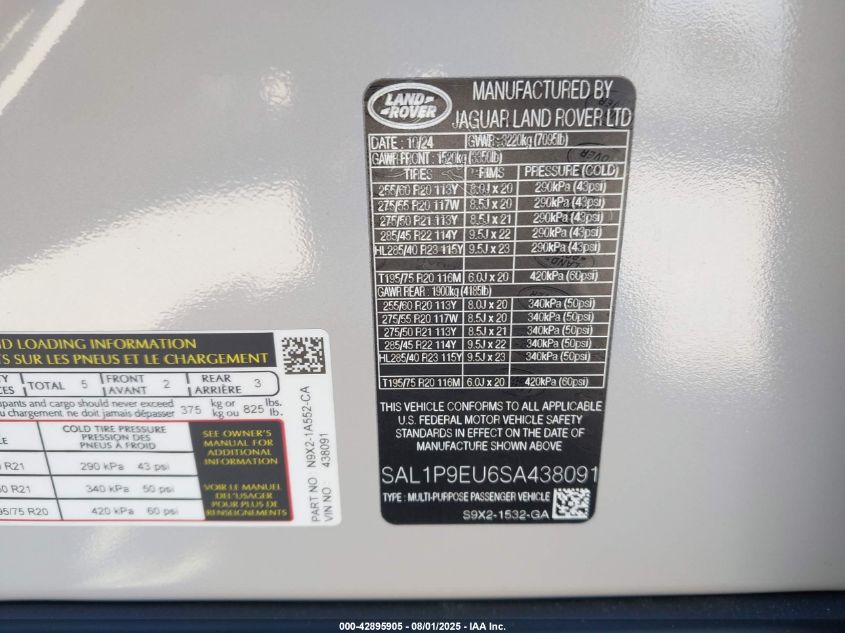 LAND
ROVER
MANUFACTURED BY
JAGUAR LAND ROVER LTD
DATE : 10/24 GVWR : 3220kg (7095lb)
GAWR FRONT : 1520kg (3350lb)
TIRES RIMS PRESSURE (COLD)
255/60 R20 113Y 8.0J x 20 290kPa (43psi)
275/55 R20 117W 8.5J x 20 290kPa (43psi)
275/50 R21 113Y 8.5J x 21 290kPa (43psi)
285/45 R22 114Y 9.5J x 22 290kPa (43psi)
HL285/40 R23 115Y 9.5J x 23 290kPa (43psi)
T195/75 R20 116M 6.0J x 20 420kPa (60psi)
GAWR REAR : 1900kg (4185lb)
255/60 R20 113Y 8.0J x 20 340kPa (50psi)
275/55 R20 117W 8.5J x 20 340kPa (50psi)
275/50 R21 113Y 8.5J x 21 340kPa (50psi)
285/45 R22 114Y 9.5J x 22 340kPa (50psi)
HL285/40 R23 115Y 9.5J x 23 340kPa (50psi)
T195/75 R20 116M 6.0J x 20 420kPa (60psi)
THIS VEHICLE CONFORMS TO ALL APPLICABLE
U.S. FEDERAL MOTOR VEHICLE SAFETY
STANDARDS IN EFFECT ON THE DATE OF
MANUFACTURE SHOWN ABOVE.
SAL1P9EU6SA438091
TYPE : MULTI-PURPOSE PASSENGER VEHICLE
S9X2-1532-GA
LOADING INFORMATION
SUR LES PNEUS ET LE CHARGEMENT
TOTAL 5 FRONT 2 REAR 3
AVANT ARRIÈRE
and cargo should never exceed 375 kg or 825 lb.
chargement ne doit jamais dépasser kg ou lb.
COLD TIRE PRESSURE
PRESSION DES
PNEUS À FROID
R21 290 kPa 43 psi
R21 340 kPa 50 psi
R20 420 kPa 60 psi
SEE OWNER'S
MANUAL FOR
ADDITIONAL
INFORMATION
VOIR LE MANUEL
DE L'USAGER
POUR PLUS DE
RENSEIGNEMENTS
PART NO : N9X2-1A552-CA
VIN NO : 438091
000-42895905 - 08/01/2025 - IAA Inc.